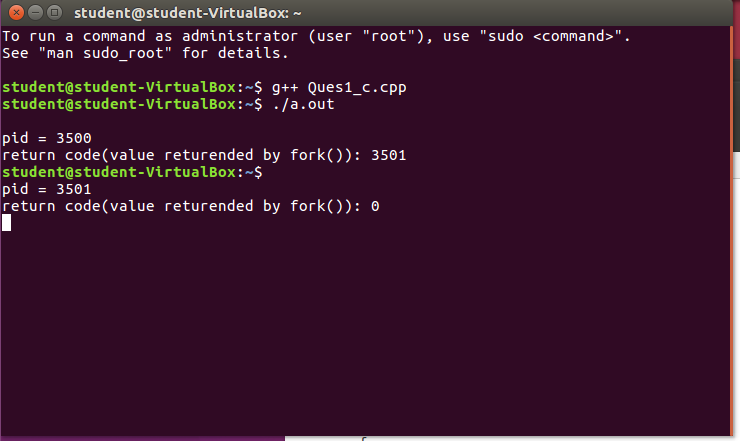 student@student-VirtualBox: ~
To run a command as administrator (user "root"), use "sudo <command>".
See "man sudo_root" for details.
student@student-VirtualBox:~$ g++ Ques1_c.cpp
student@student-VirtualBox:~$ ./a.out
pid = 3500
return code(value returended by fork()): 3501
student@student-VirtualBox:~$
pid = 3501
return code(value returended by fork()): 0